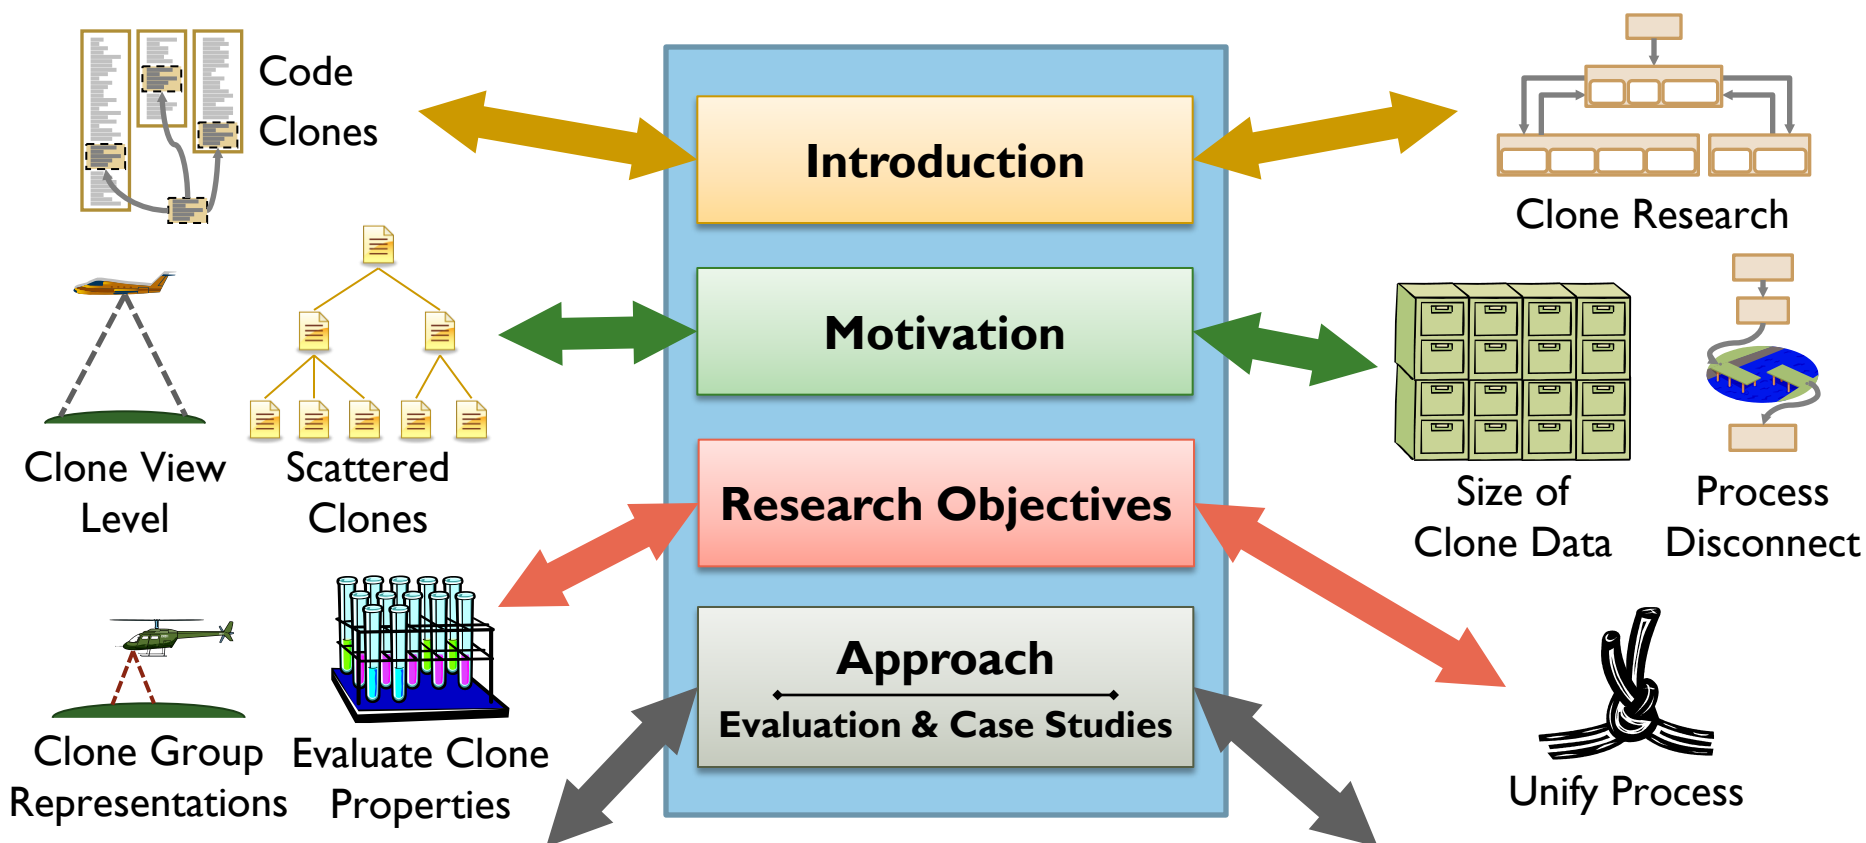 Code
Clones
Introduction
Clone Research
Motivation
Clone View
Level
Scattered
Clones
Size of
Clone Data
Process
Disconnect
Research Objectives
Clone Group
Representations
Evaluate Clone
Properties
Approach
Evaluation & Case Studies
Unify Process